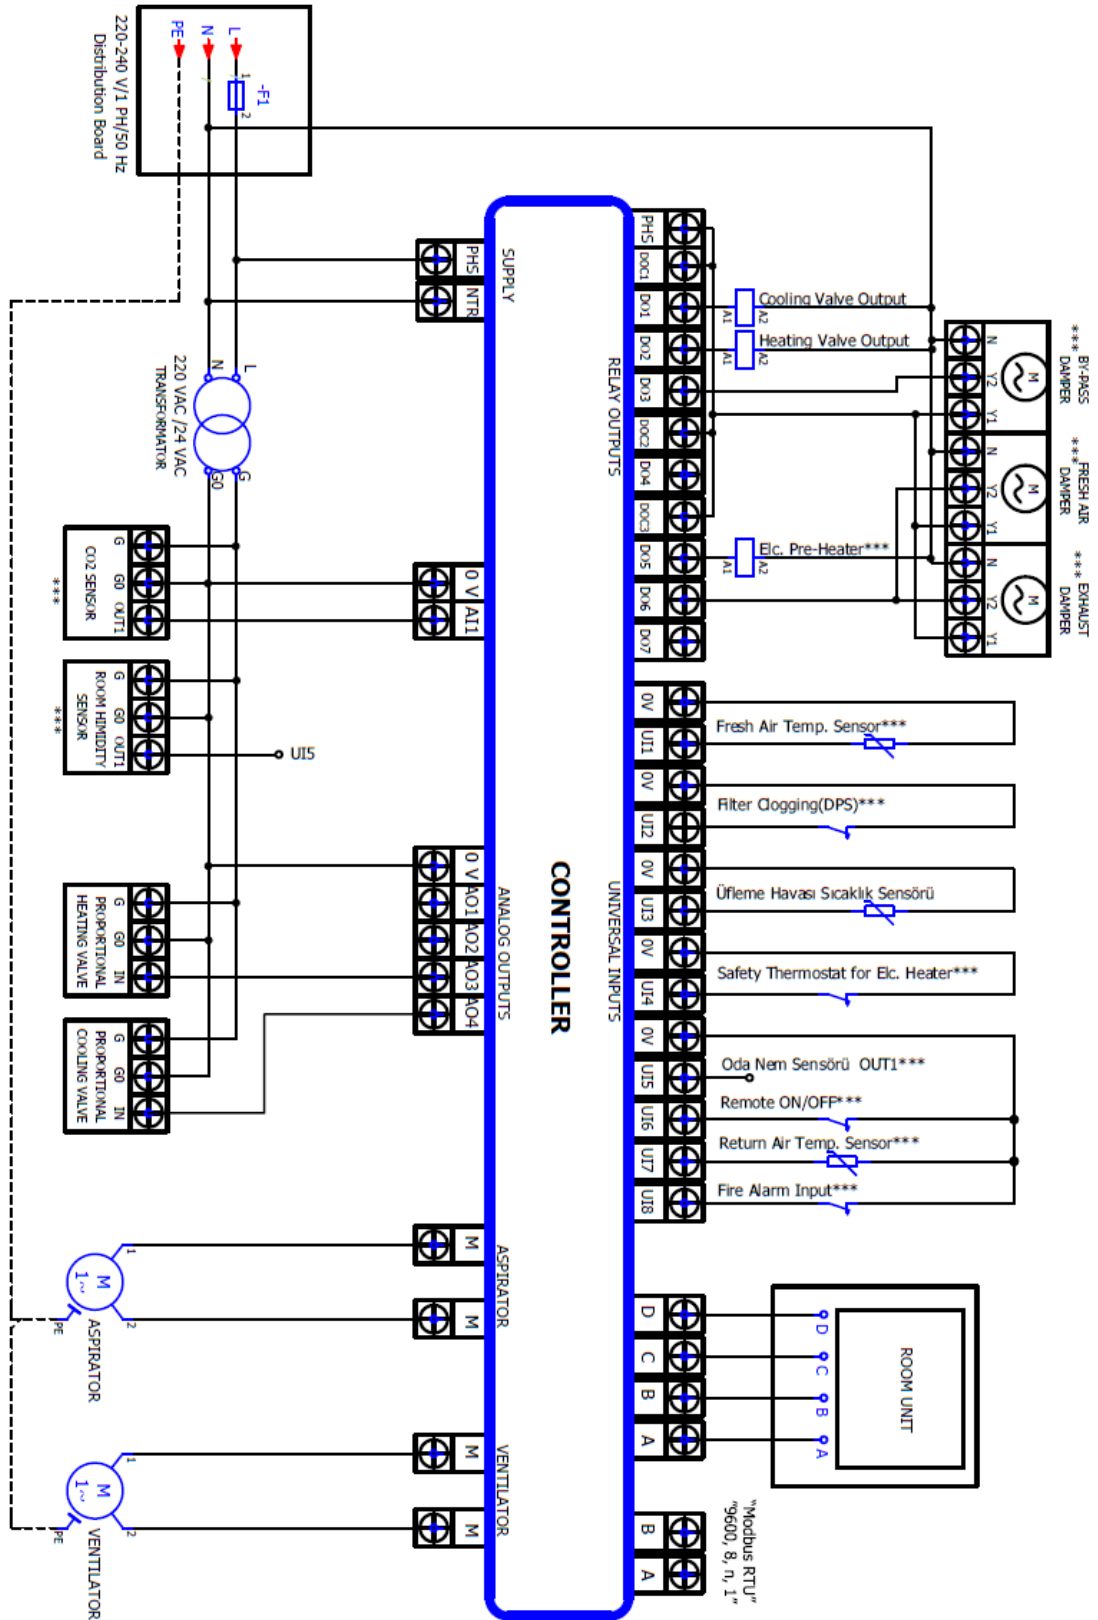 220-240 V/1 PH/50 Hz
Distribution Board
PE
N
L
-F1
1
2
SUPPLY
PHS
NTR
L
N
G
G0
220 VAC /24 VAC
TRANSFORMATOR
CO2 SENSOR
G
G0
OUT1
***
0 V
AI1
ROOM HIMIDITY
SENSOR
G
G0
OUT1
***
UI5
ANALOG OUTPUTS
0 V
AO1
AO2
AO3
AO4
PROPORTIONAL
HEATING VALVE
G
G0
IN
PROPORTIONAL
COOLING VALVE
G
G0
IN
ASPIRATOR
M
M
M
1~
1
2
PE
ASPIRATOR
VENTILATOR
M
M
M
1~
1
2
PE
VENTILATOR
CONTROLLER
RELAY OUTPUTS
PHS
DOC1
DO1
DO2
DO3
DOC2
DO4
DOC3
DO5
DO6
DO7
Cooling Valve Output
A1
A2
Heating Valve Output
A1
A2
Elc. Pre-Heater***
A1
A2
*** BY-PASS
DAMPER
M
N
Y2
Y1
*** FRESH AIR
DAMPER
M
N
Y2
Y1
*** EXHAUST
DAMPER
M
N
Y2
Y1
UNIVERSAL INPUTS
0V
UI1
0V
UI2
0V
UI3
0V
UI4
0V
UI5
UI6
UI7
UI8
Fresh Air Temp. Sensor***
Filter Clogging(DPS)***
Üfleme Havası Sıcaklık Sensörü
Safety Thermostat for Elc. Heater***
Oda Nem Sensörü OUT1***
Remote ON/OFF***
Return Air Temp. Sensor***
Fire Alarm Input***
D
C
B
A
D
C
B
A
ROOM UNIT
B
A
"Modbus RTU"
"9600, 8, n, 1"